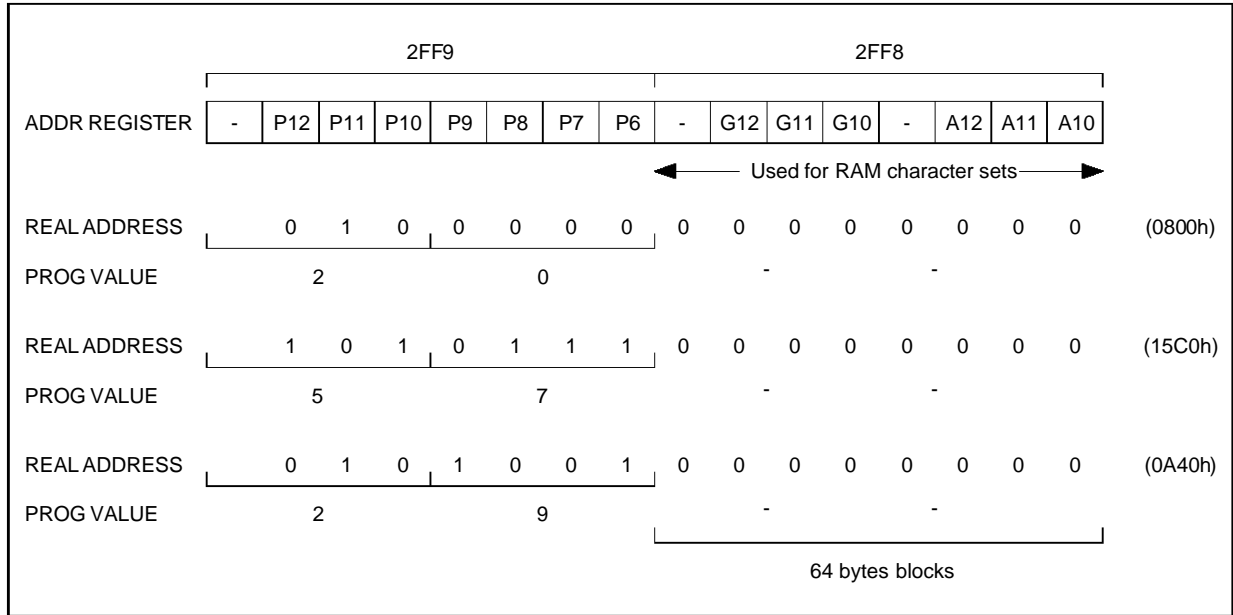 2FF9 2FF8
ADDR REGISTER - P12 P11 P10 P9 P8 P7 P6 - G12 G11 G10 - A12 A11 A10
Used for RAM character sets
REAL ADDRESS 0 1 0 0 0 0 0 0 0 0 0 0 0 0 0 (0800h)
PROG VALUE 2 0 - -
REAL ADDRESS 1 0 1 0 1 1 1 0 0 0 0 0 0 0 0 (15C0h)
PROG VALUE 5 7 - -
REAL ADDRESS 0 1 0 1 0 0 1 0 0 0 0 0 0 0 0 (0A40h)
PROG VALUE 2 9 - -
64 bytes blocks